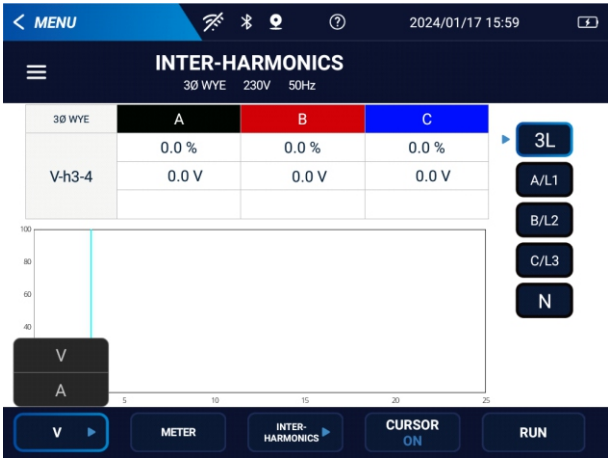 < MENU 2024/01/17 15:59
INTER-HARMONICS
3Ø WYE 230V 50Hz
3Ø WYE A B C
V-h3-4 0.0 % 0.0 % 0.0 %
0.0 V 0.0 V 0.0 V
3L
A/L1
B/L2
C/L3
N
100
80
60
40
5 10 15 20 25
V
A
V METER INTER-HARMONICS CURSOR ON RUN